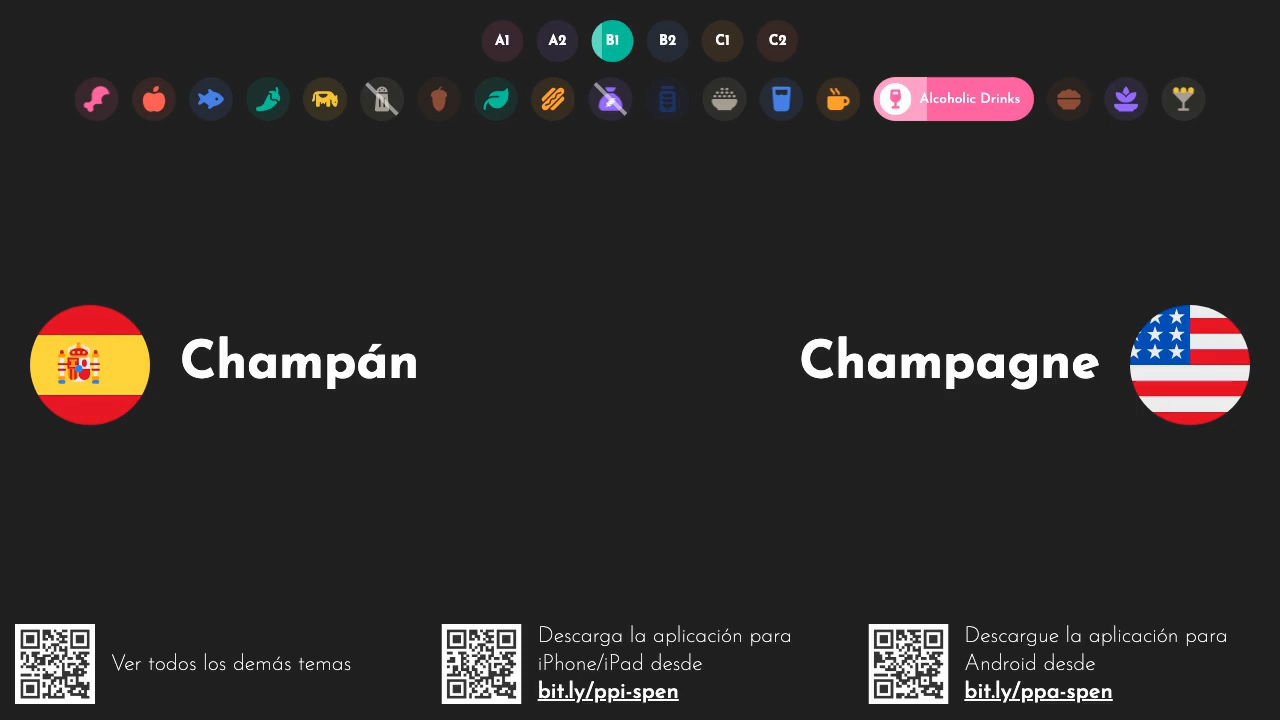 A1 A2 B1 B2 C1 C2
Alcoholic Drinks
Champán
Champagne
Ver todos los demás temas
Descarga la aplicación para
iPhone/iPad desde
bit.ly/ppi-spen
Descargue la aplicación para
Android desde
bit.ly/ppa-spen